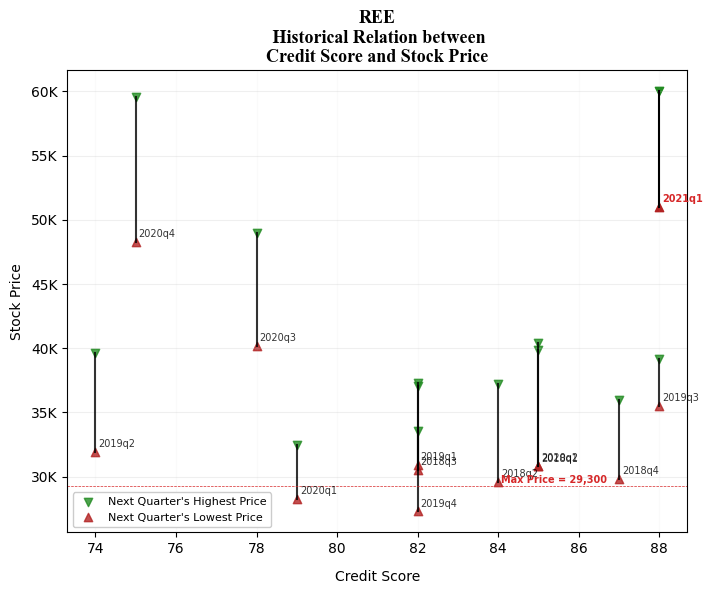 REE
Historical Relation between
Credit Score and Stock Price
60K
55K
50K
45K
40K
35K
30K
Stock Price
2021q1
2020q4
2020q3
2019q3
2019q2
2019q1
2018q3
2020q2
2018q2
2018q4
Max Price = 29,300
2020q1
2019q4
Next Quarter's Highest Price
Next Quarter's Lowest Price
74 76 78 80 82 84 86 88
Credit Score